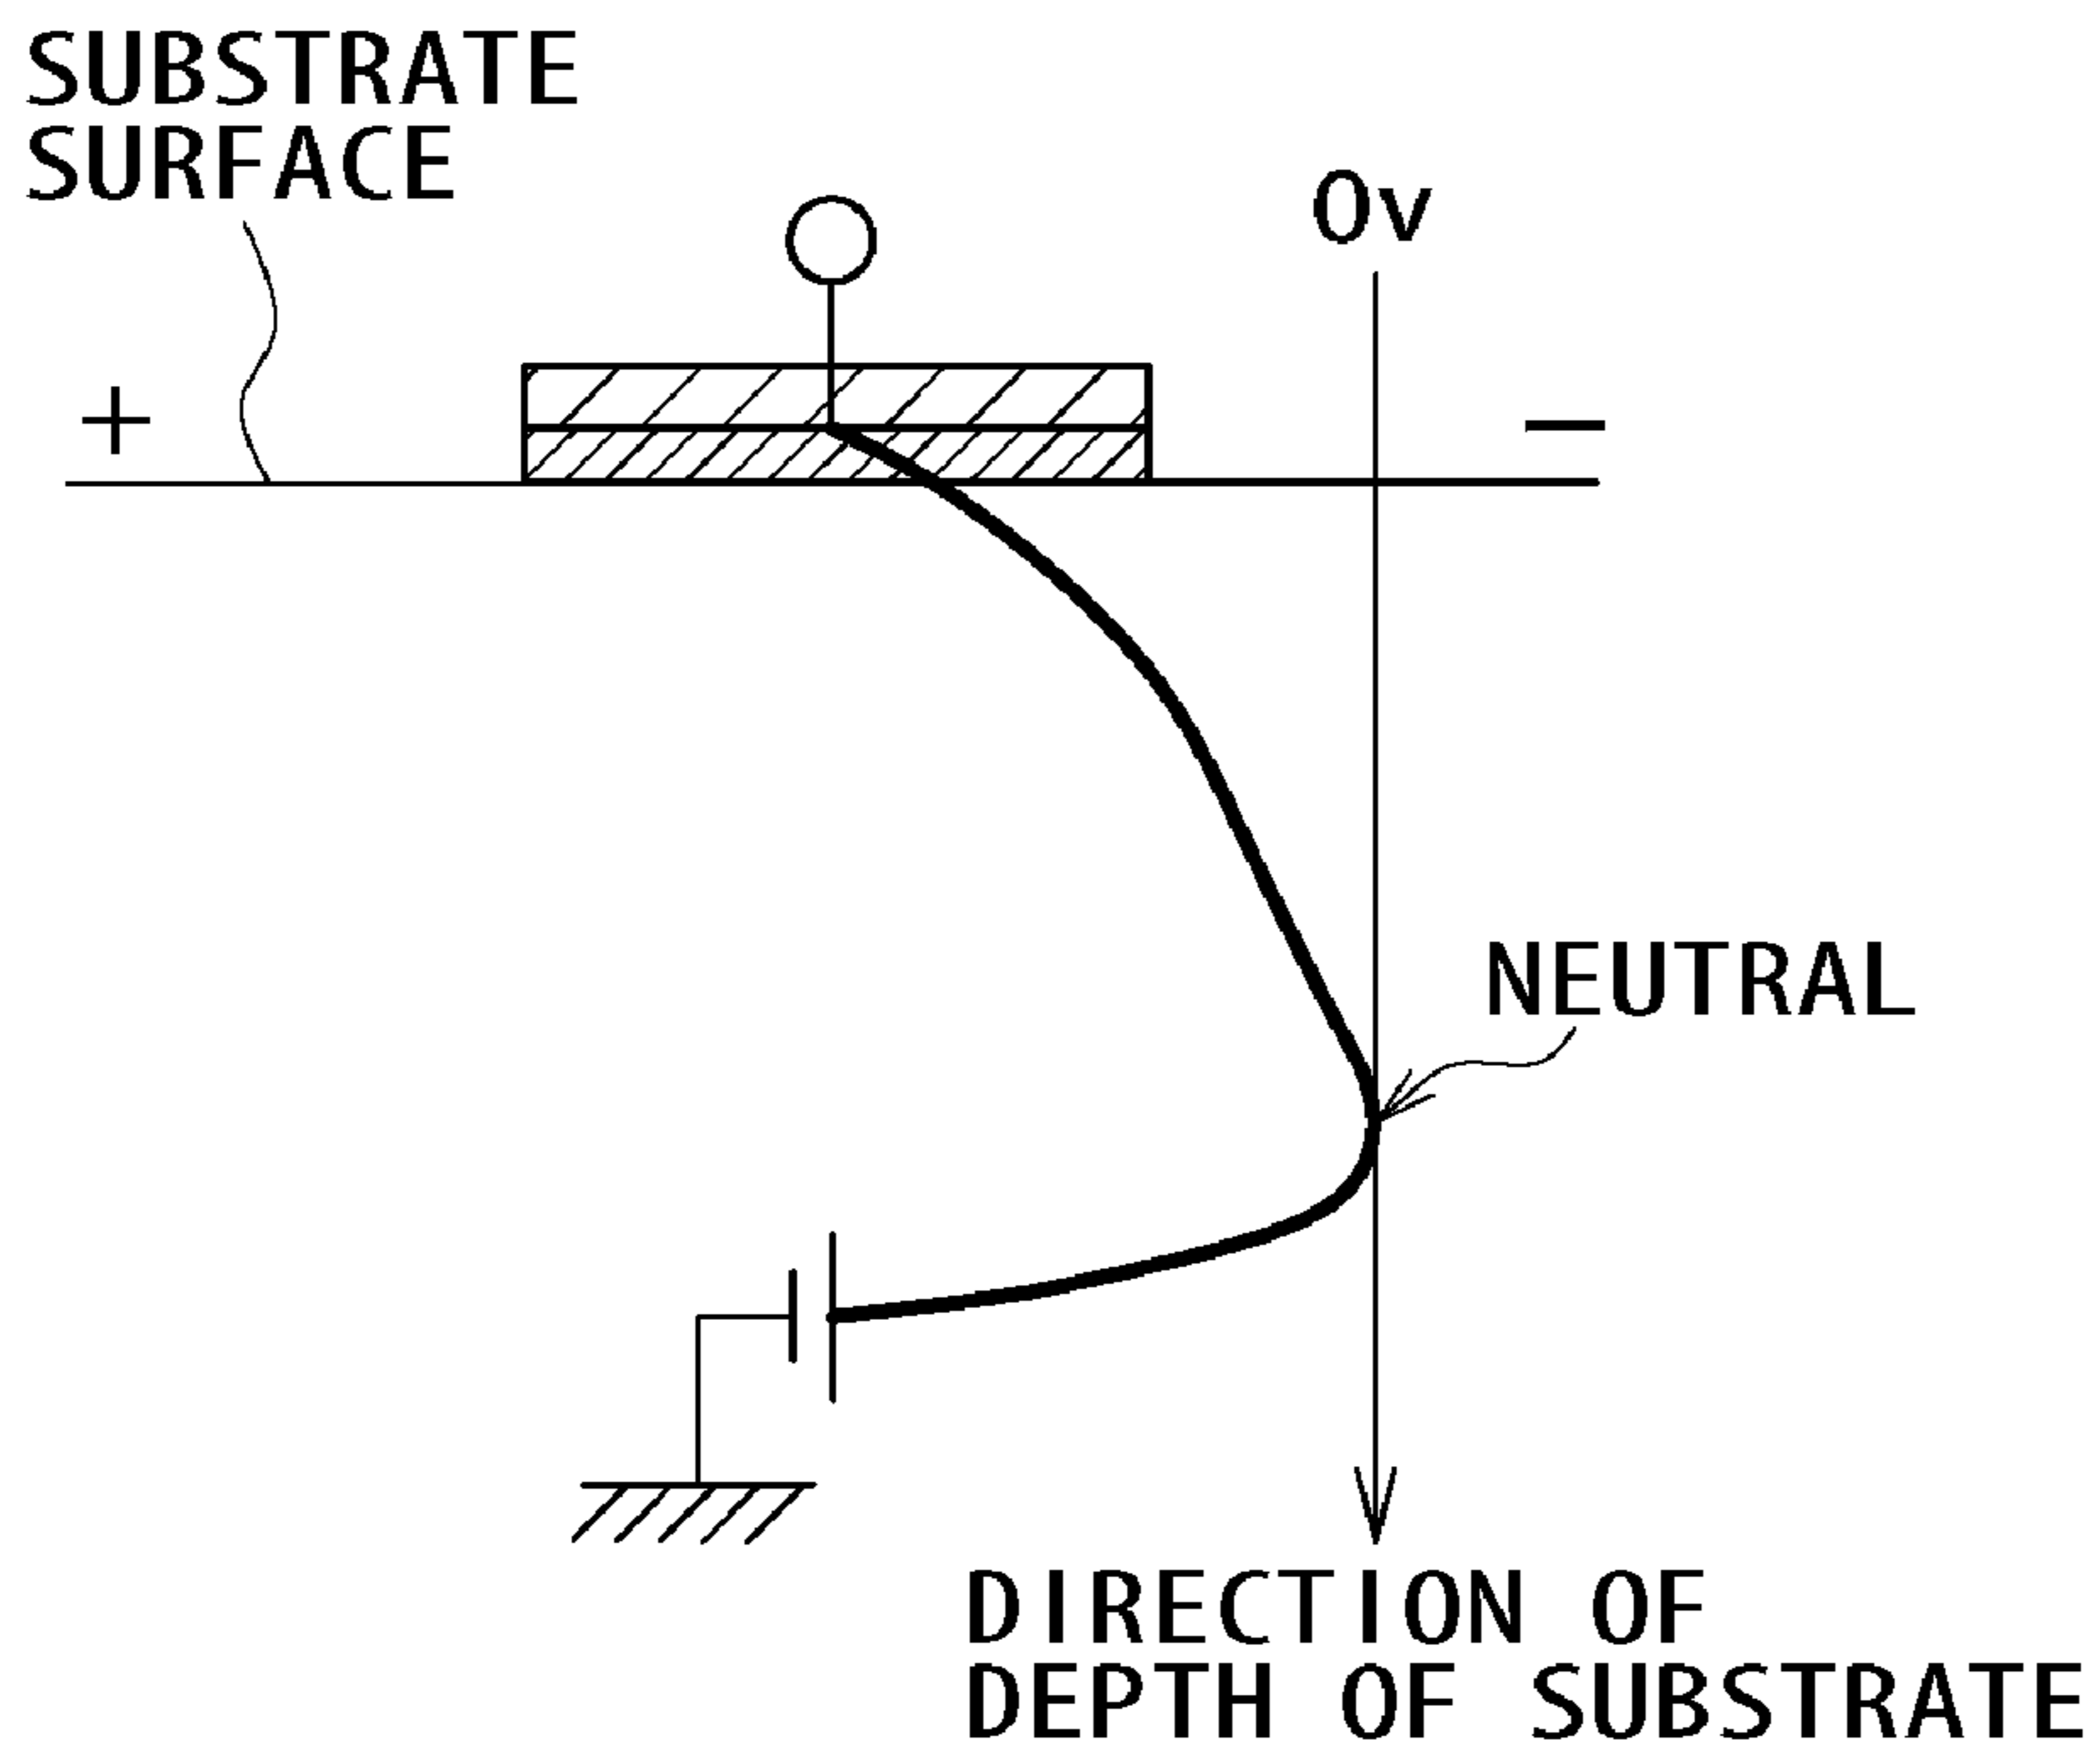 SUBSTRATE
SURFACE
0v
+
−
NEUTRAL
DIRECTION OF
DEPTH OF SUBSTRATE